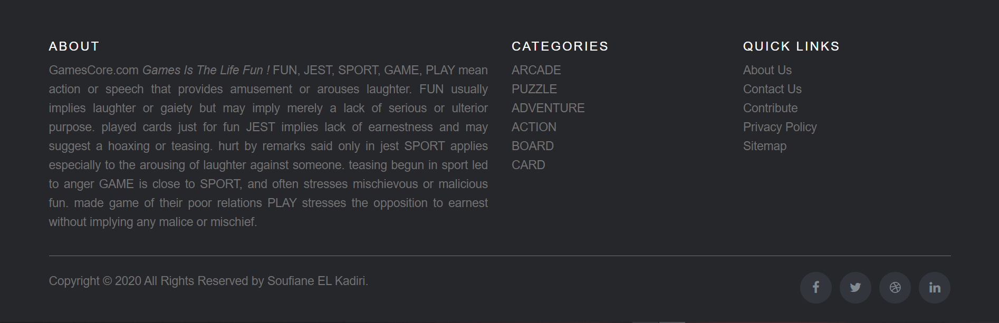 ABOUT
GamesCore.com Games Is The Life Fun ! FUN, JEST, SPORT, GAME, PLAY mean
action or speech that provides amusement or arouses laughter. FUN usually
implies laughter or gaiety but may imply merely a lack of serious or ulterior
purpose. played cards just for fun JEST implies lack of earnestness and may
suggest a hoaxing or teasing. hurt by remarks said only in jest SPORT applies
especially to the arousing of laughter against someone. teasing begun in sport led
to anger GAME is close to SPORT, and often stresses mischievous or malicious
fun. made game of their poor relations PLAY stresses the opposition to earnest
without implying any malice or mischief.
CATEGORIES
ARCADE
PUZZLE
ADVENTURE
ACTION
BOARD
CARD
QUICK LINKS
About Us
Contact Us
Contribute
Privacy Policy
Sitemap
Copyright © 2020 All Rights Reserved by Soufiane EL Kadiri.